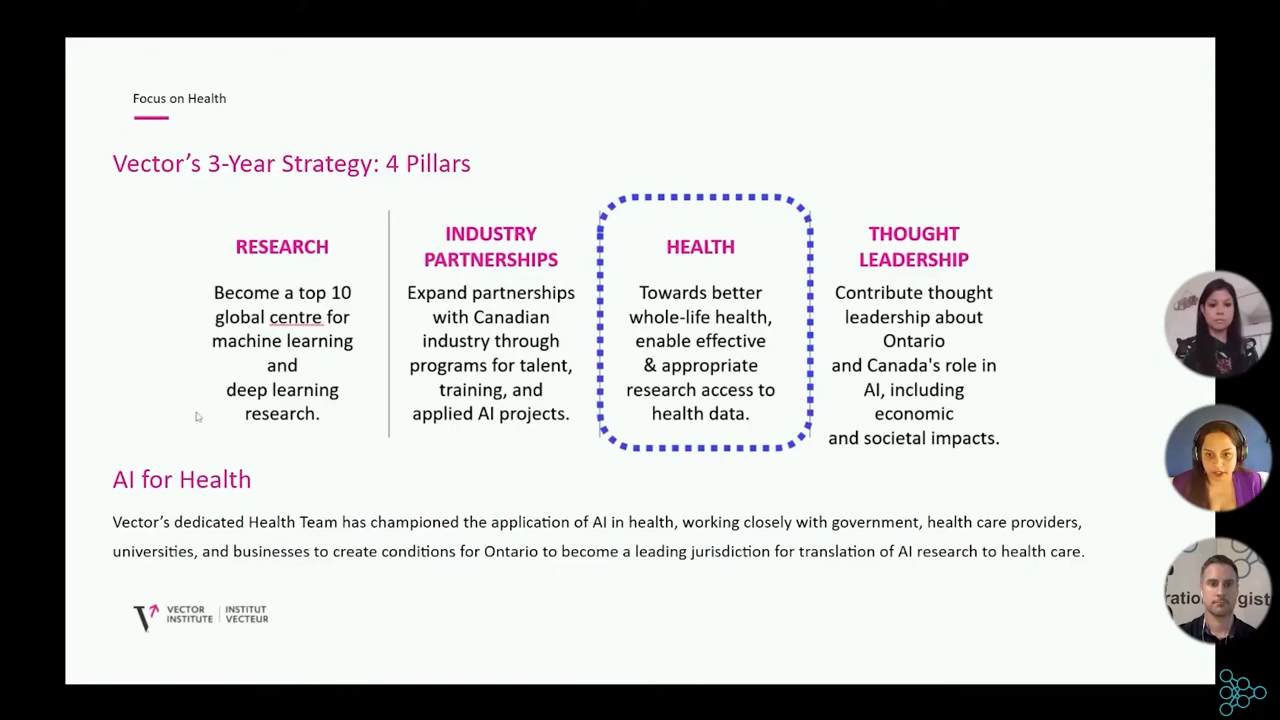 Focus on Health
Vector’s 3-Year Strategy: 4 Pillars
RESEARCH
Become a top 10
global centre for
machine learning
and
deep learning
research.
INDUSTRY
PARTNERSHIPS
Expand partnerships
with Canadian
industry through
programs for talent,
training, and
applied AI projects.
HEALTH
Towards better
whole-life health,
enable effective
& appropriate
research access to
health data.
THOUGHT
LEADERSHIP
Contribute thought
leadership about
Ontario
and Canada's role in
AI, including
economic
and societal impacts.
AI for Health
Vector’s dedicated Health Team has championed the application of AI in health, working closely with government, health care providers,
universities, and businesses to create conditions for Ontario to become a leading jurisdiction for translation of AI research to health care.
VECTOR
INSTITUTE
INSTITUT
VECTEUR